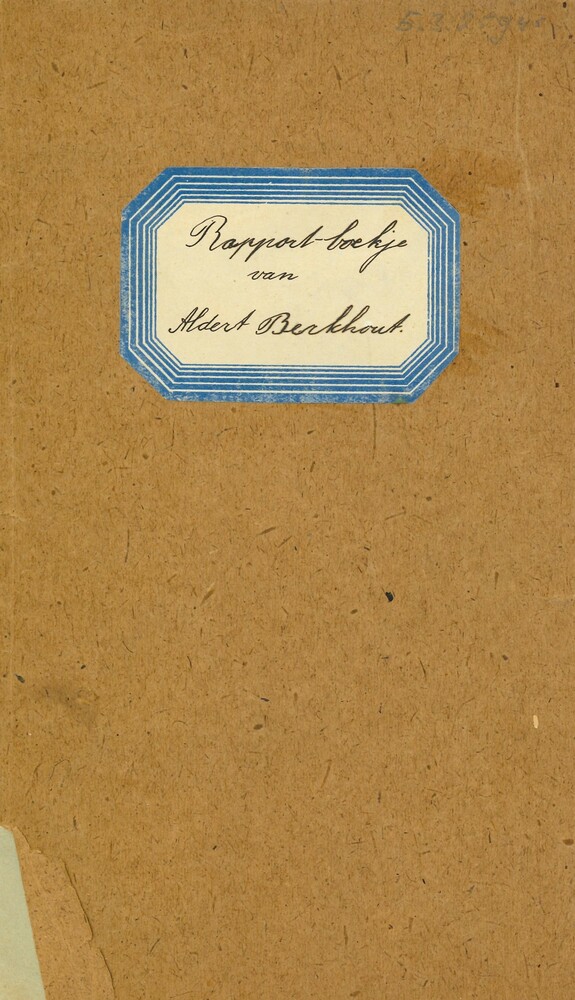 Rapport-boekje
van
Aldert Berkhout.